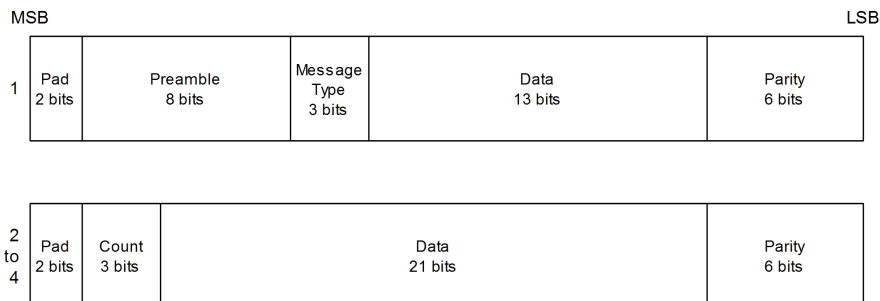 MSB
LSB
1
Pad
2 bits
Preamble
8 bits
Message
Type
3 bits
Data
13 bits
Parity
6 bits
2
to
4
Pad
2 bits
Count
3 bits
Data
21 bits
Parity
6 bits